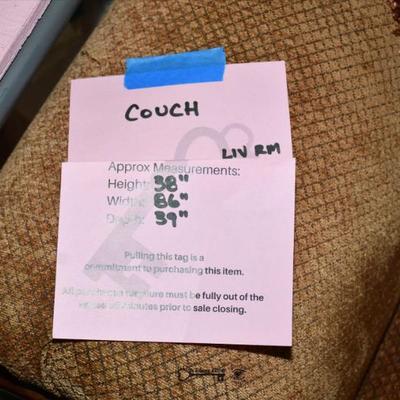 COUCH
LIV RM
Approx Measurements:
Height: 38"
Width: 86"
Depth: 39"
Pulling this tag is a
commitment to purchasing this item.
All purchased furniture must be fully out of the
minutes prior to sale closing.